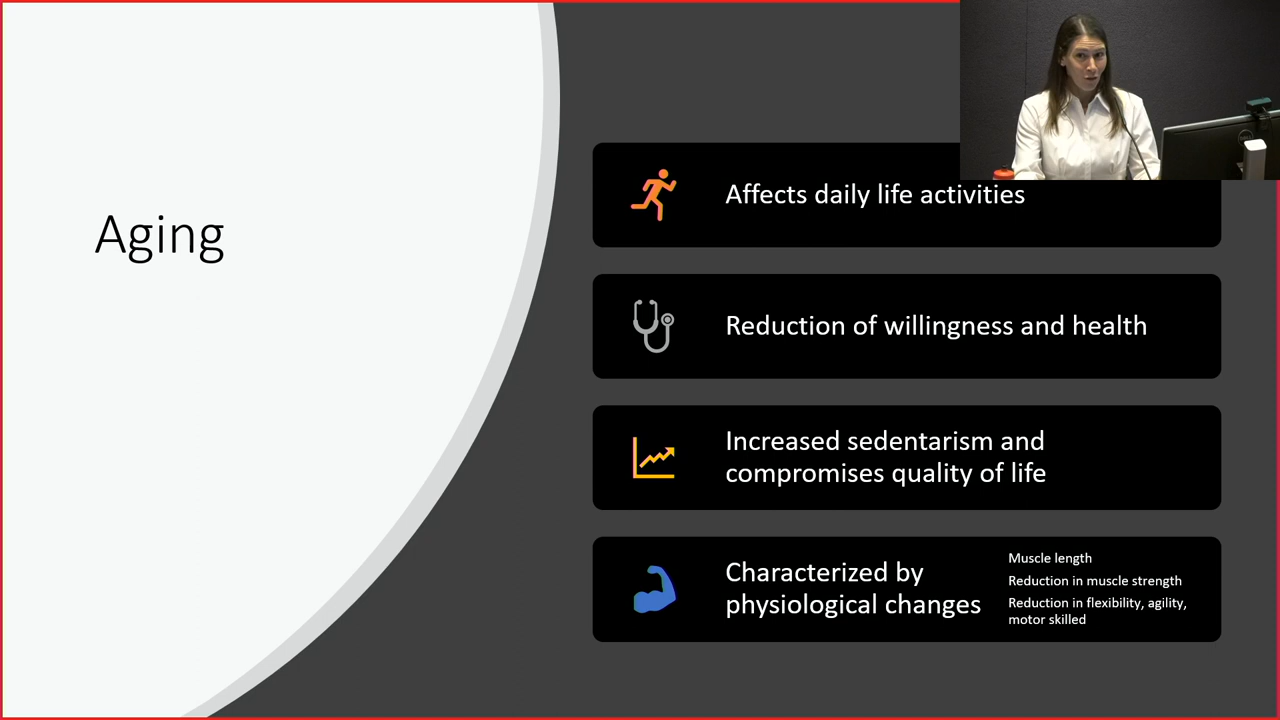 Aging
Affects daily life activities
Reduction of willingness and health
Increased sedentarism and
compromises quality of life
Characterized by
physiological changes
Muscle length
Reduction in muscle strength
Reduction in flexibility, agility,
motor skilled
DELL